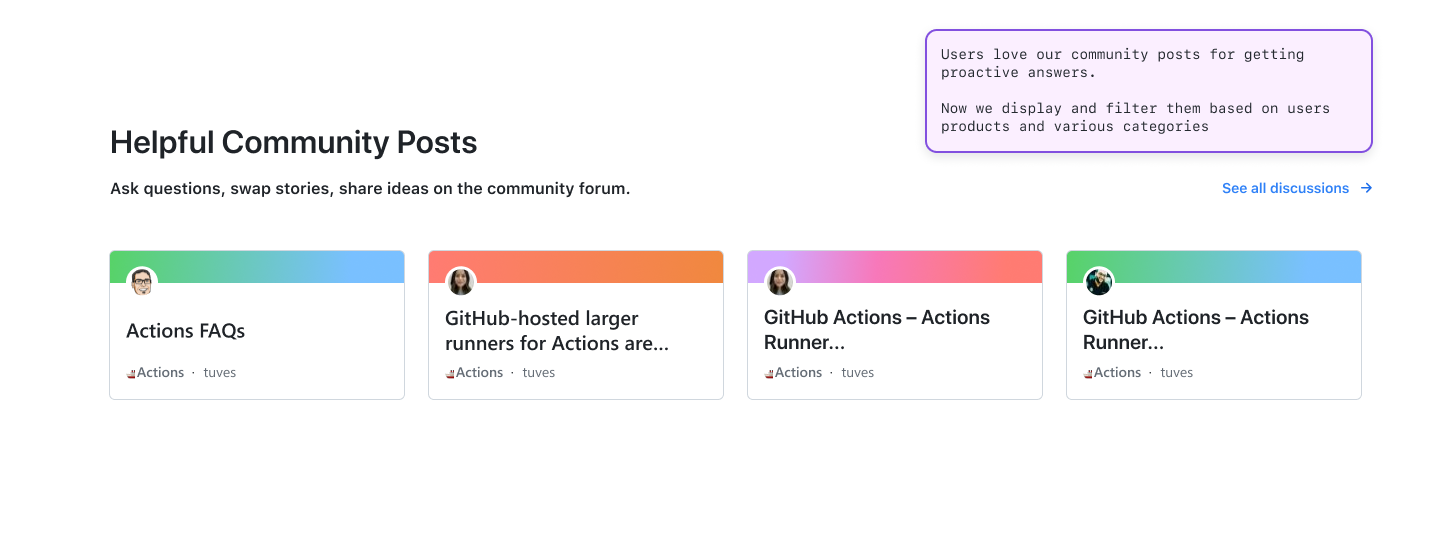 Users love our community posts for getting
proactive answers.
Now we display and filter them based on users
products and various categories
Helpful Community Posts
Ask questions, swap stories, share ideas on the community forum.
See all discussions →
Actions FAQs
Actions · tuves
GitHub-hosted larger
runners for Actions are...
Actions · tuves
GitHub Actions – Actions
Runner...
Actions · tuves
GitHub Actions – Actions
Runner...
Actions · tuves